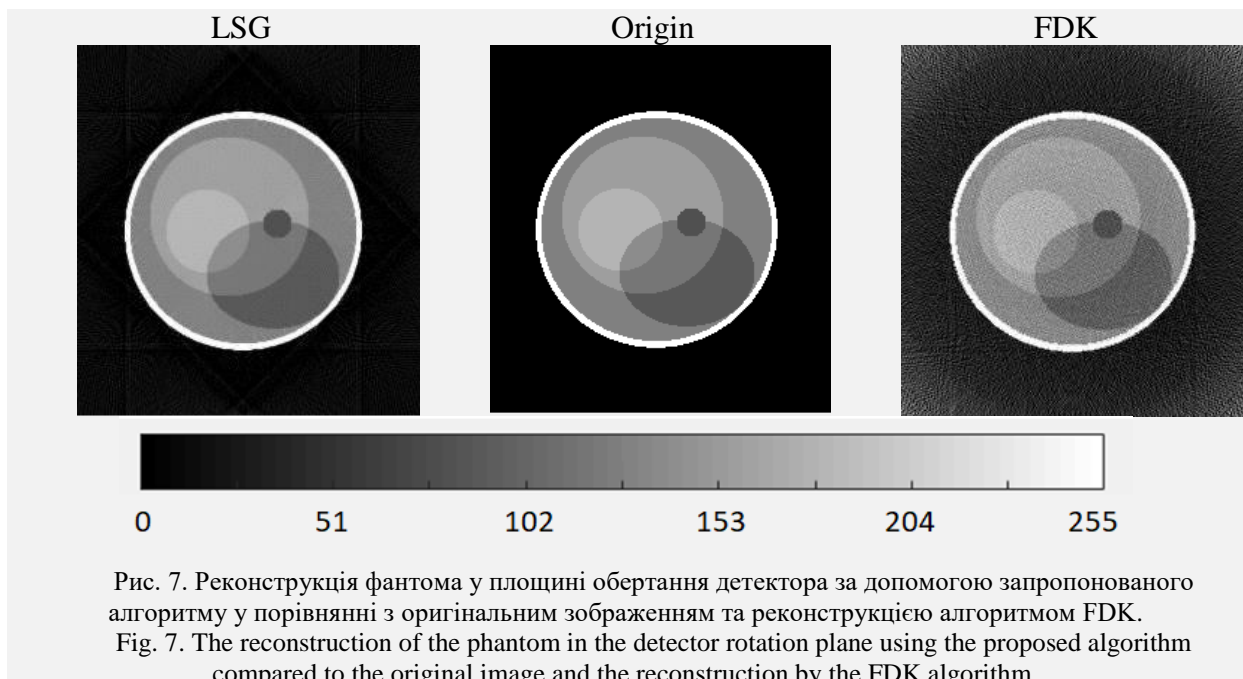 LSG Origin FDK
0 51 102 153 204 255
Рис. 7. Реконструкція фантома у площині обертання детектора за допомогою запропонованого
алгоритму у порівнянні з оригінальним зображенням та реконструкцією алгоритмом FDK.
Fig. 7. The reconstruction of the phantom in the detector rotation plane using the proposed algorithm
compared to the original image and the reconstruction by the FDK algorithm